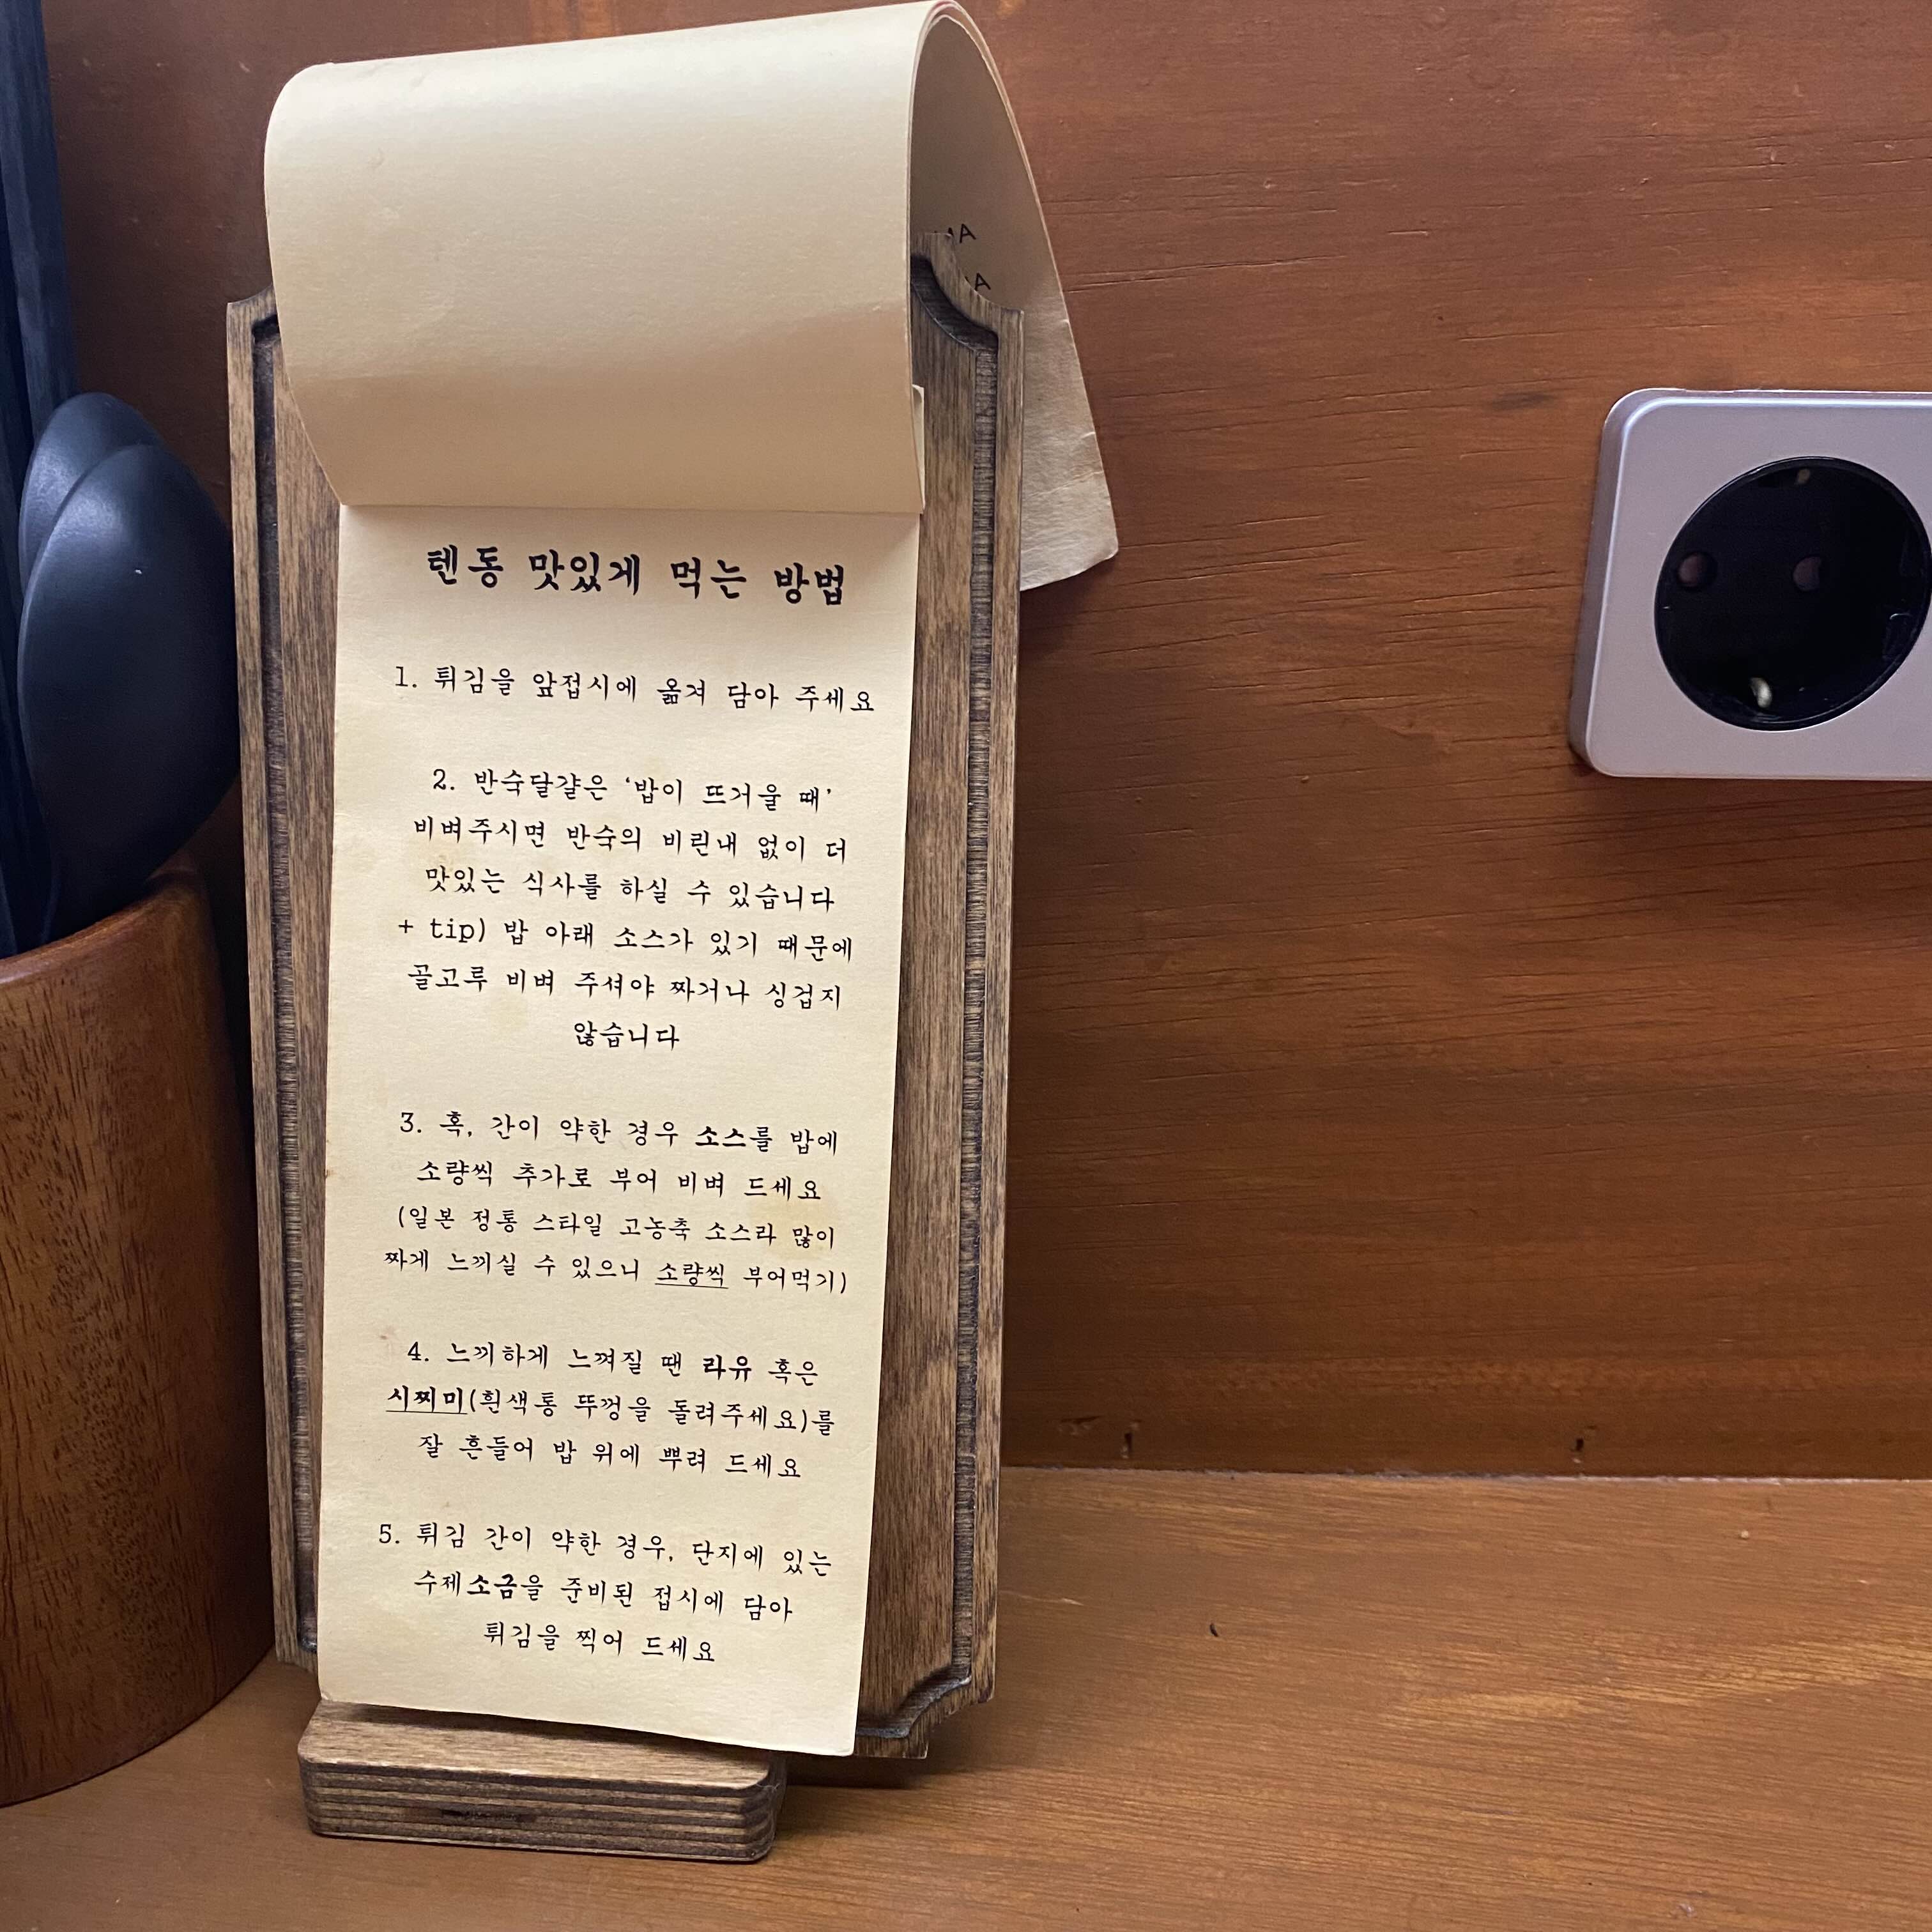 텐동 맛있게 먹는 방법
1. 튀김을 앞접시에 옮겨 담아 주세요
2. 반숙달걀은 ‘밥이 뜨거울 때’
비벼주시면 반숙의 비린내 없이 더
맛있는 식사를 하실 수 있습니다
+ tip) 밥 아래 소스가 있기 때문에
골고루 비벼 주셔야 짜거나 싱겁지
않습니다
3. 혹, 간이 약한 경우 소스를 밥에
소량씩 추가로 부어 비벼 드세요
(일본 정통 스타일 고농축 소스라 많이
짜게 느끼실 수 있으니 소량씩 부어먹기)
4. 느끼하게 느껴질 땐 라유 혹은
시찌미(흰색통 뚜껑을 돌려주세요)를
잘 흔들어 밥 위에 뿌려 드세요
5. 튀김 간이 약한 경우, 단지에 있는
수제소금을 준비된 접시에 담아
튀김을 찍어 드세요